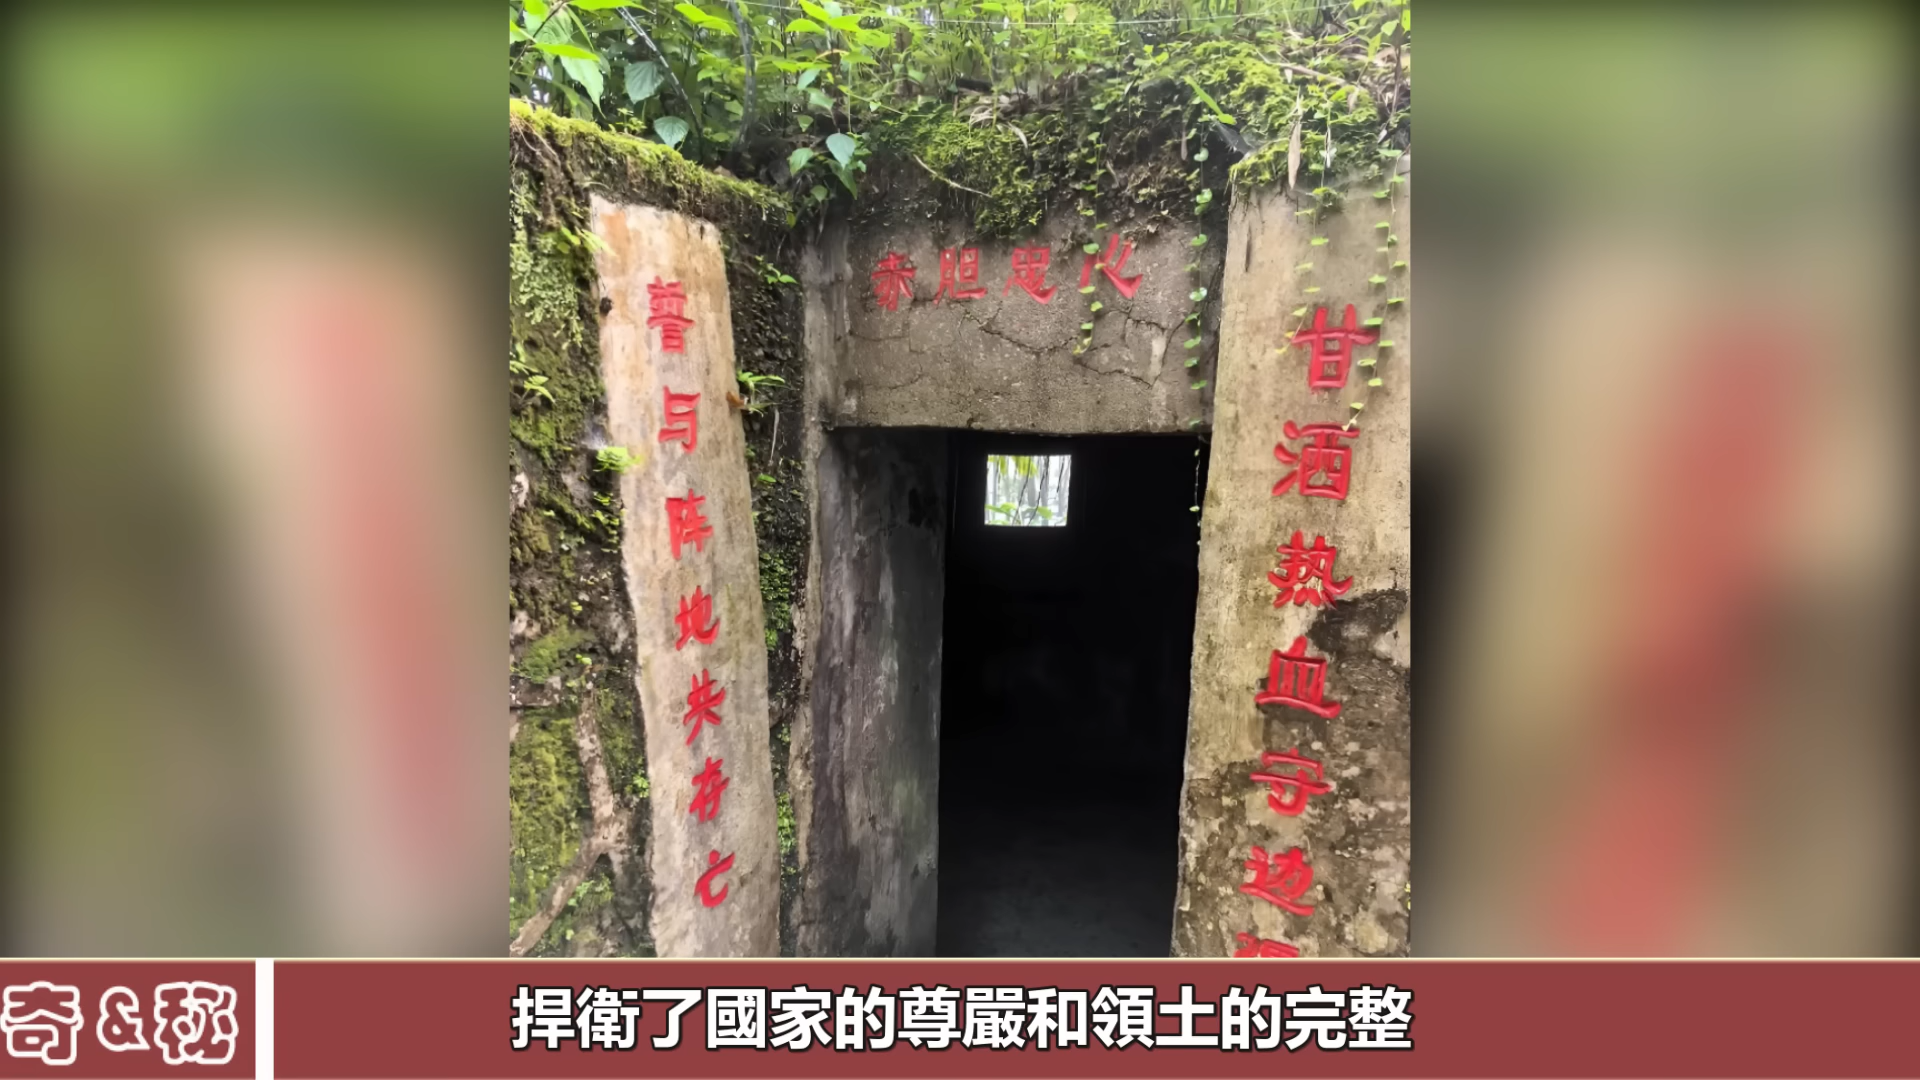 赤胆忠心
甘洒热血守边
誓与阵地共存亡
奇&秘
捍衛了國家的尊嚴和領土的完整